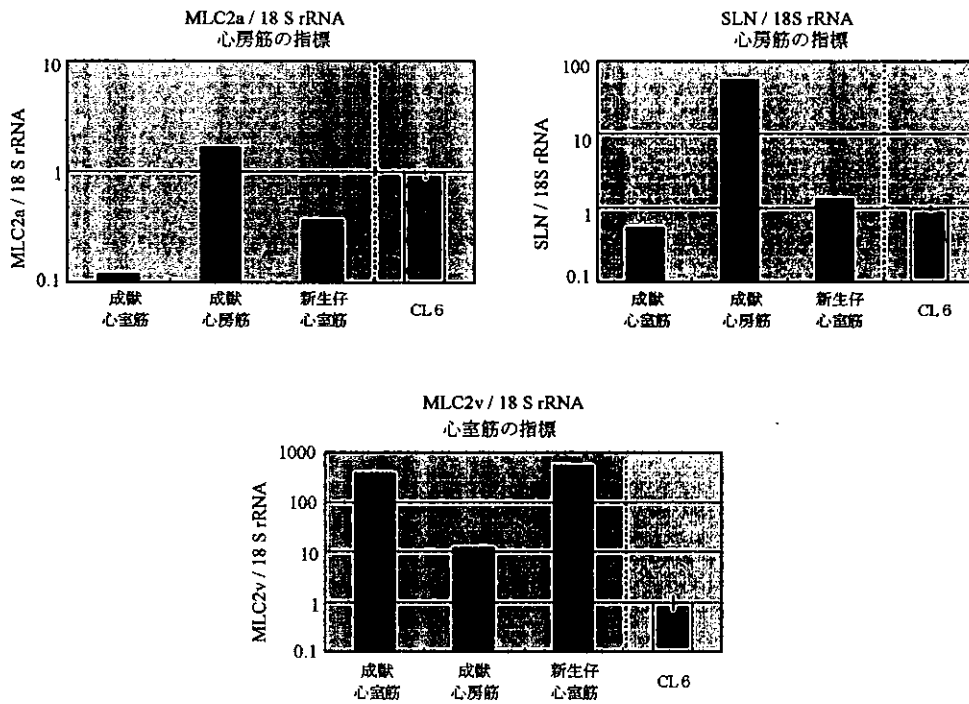 MLC2a / 18 S rRNA
心房筋の指標
MLC2a / 18 S rRNA
10
1
0.1
成獣
心室筋
成獣
心房筋
新生仔
心室筋
CL6
SLN / 18S rRNA
心房筋の指標
SLN / 18S rRNA
100
10
1
0.1
成獣
心室筋
成獣
心房筋
新生仔
心室筋
CL6
MLC2v / 18 S rRNA
心室筋の指標
MLC2v / 18 S rRNA
1000
100
10
1
0.1
成獣
心室筋
成獣
心房筋
新生仔
心室筋
CL6